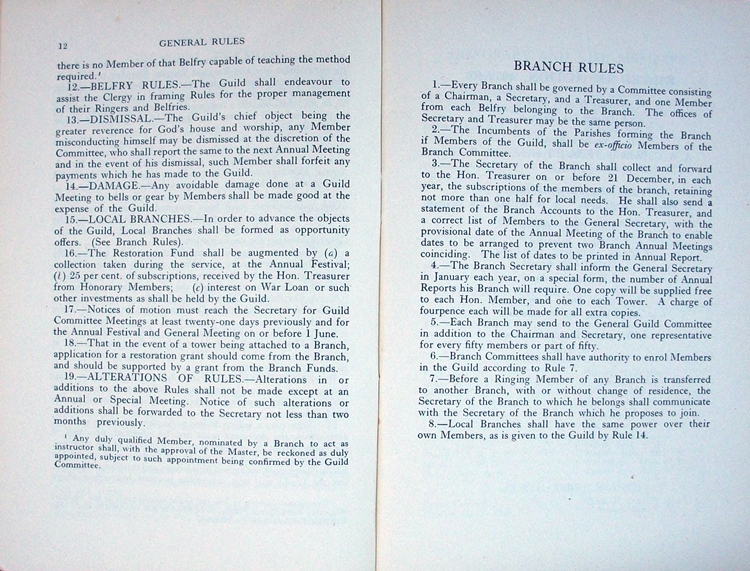 12 GENERAL RULES
there is no Member of that Belfry capable of teaching the method
required.¹
12.—BELFRY RULES.—The Guild shall endeavour to
assist the Clergy in framing Rules for the proper management
of their Ringers and Belfries.
13.—DISMISSAL.—The Guild's chief object being the
greater reverence for God's house and worship, any Member
misconducting himself may be dismissed at the discretion of the
Committee, who shall report the same to the next Annual Meeting
and in the event of his dismissal, such Member shall forfeit any
payments which he has made to the Guild.
14.—DAMAGE.—Any avoidable damage done at a Guild
Meeting to bells or gear by Members shall be made good at the
expense of the Guild.
15.—LOCAL BRANCHES.—In order to advance the objects
of the Guild, Local Branches shall be formed as opportunity
offers. (See Branch Rules).
16.—The Restoration Fund shall be augmented by (a) a
collection taken during the service, at the Annual Festival;
(l) 25 per cent. of subscriptions, received by the Hon. Treasurer
from Honorary Members; (c) interest on War Loan or such
other investments as shall be held by the Guild.
17.—Notices of motion must reach the Secretary for Guild
Committee Meetings at least twenty-one days previously and for
the Annual Festival and General Meeting on or before 1 June.
18.—That in the event of a tower being attached to a Branch,
application for a restoration grant should come from the Branch,
and should be supported by a grant from the Branch Funds.
19.—ALTERATIONS OF RULES.—Alterations in or
additions to the above Rules shall not be made except at an
Annual or Special Meeting. Notice of such alterations or
additions shall be forwarded to the Secretary not less than two
months previously.
¹ Any duly qualified Member, nominated by a Branch to act as
instructor shall, with the approval of the Master, be reckoned as duly
appointed, subject to such appointment being confirmed by the Guild
Committee.
BRANCH RULES
1.—Every Branch shall be governed by a Committee consisting
of a Chairman, a Secretary, and a Treasurer, and one Member
from each Belfry belonging to the Branch. The offices of
Secretary and Treasurer may be the same person.
2.—The Incumbents of the Parishes forming the Branch
if Members of the Guild, shall be ex-officio Members of the
Branch Committee.
3.—The Secretary of the Branch shall collect and forward
to the Hon. Treasurer on or before 21 December, in each
year, the subscriptions of the members of the branch, retaining
not more than one half for local needs. He shall also send a
statement of the Branch Accounts to the Hon. Treasurer, and
a correct list of Members to the General Secretary, with the
provisional date of the Annual Meeting of the Branch to enable
dates to be arranged to prevent two Branch Annual Meetings
coinciding. The list of dates to be printed in Annual Report.
4.—The Branch Secretary shall inform the General Secretary
in January each year, on a special form, the number of Annual
Reports his Branch will require. One copy will be supplied free
to each Hon. Member, and one to each Tower. A charge of
fourpence each will be made for all extra copies.
5.—Each Branch may send to the General Guild Committee
in addition to the Chairman and Secretary, one representative
for every fifty members or part of fifty.
6.—Branch Committees shall have authority to enrol Members
in the Guild according to Rule 7.
7.—Before a Ringing Member of any Branch is transferred
to another Branch, with or without change of residence, the
Secretary of the Branch to which he belongs shall communicate
with the Secretary of the Branch which he proposes to join.
8.—Local Branches shall have the same power over their
own Members, as is given to the Guild by Rule 14.